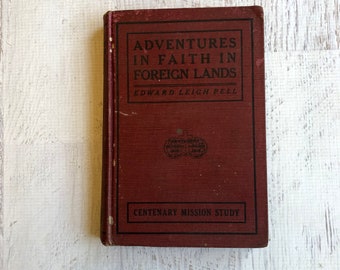 ADVENTURES
IN FAITH IN
FOREIGN LANDS
EDWARD LEIGH PELL
CENTENARY MISSION STUDY